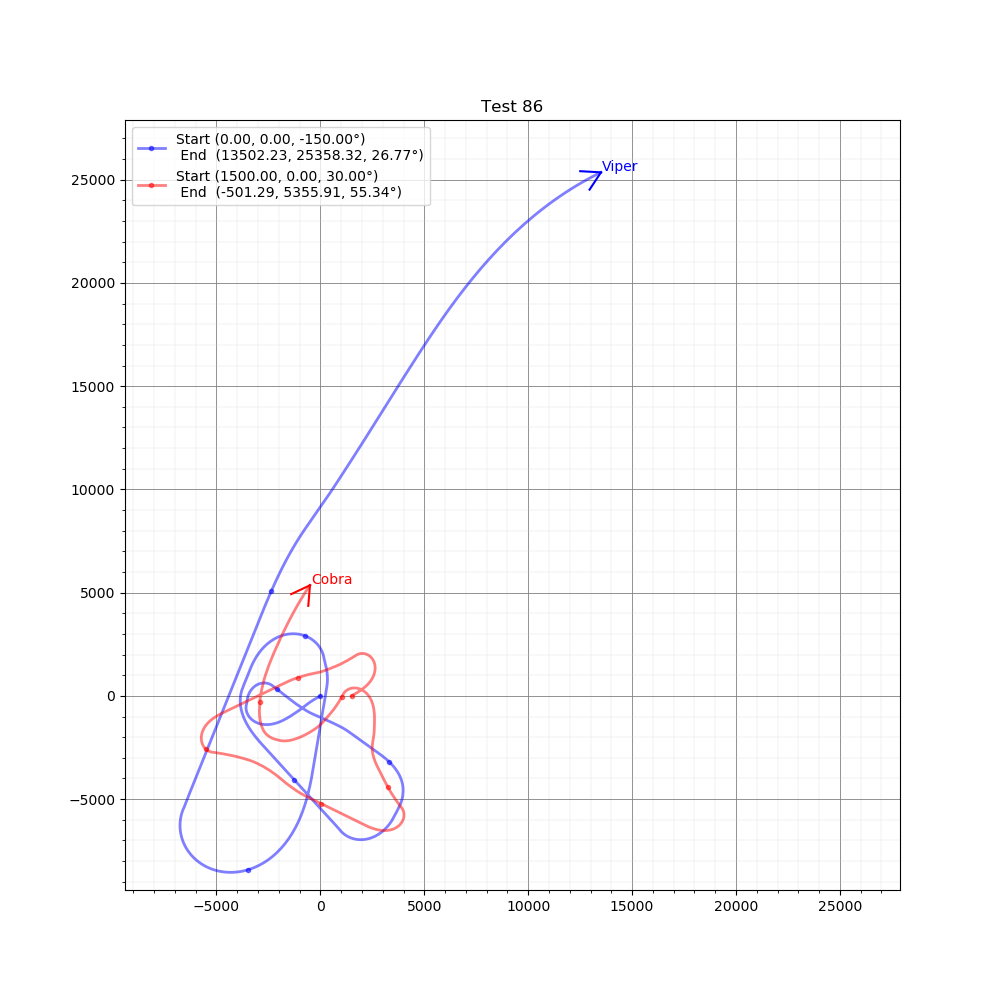 Test 86
Start (0.00, 0.00, -150.00°)
End (13502.23, 25358.32, 26.77°)
Start (1500.00, 0.00, 30.00°)
End (-501.29, 5355.91, 55.34°)
Viper
Cobra
25000
20000
15000
10000
5000
0
−5000
−5000 0 5000 10000 15000 20000 25000